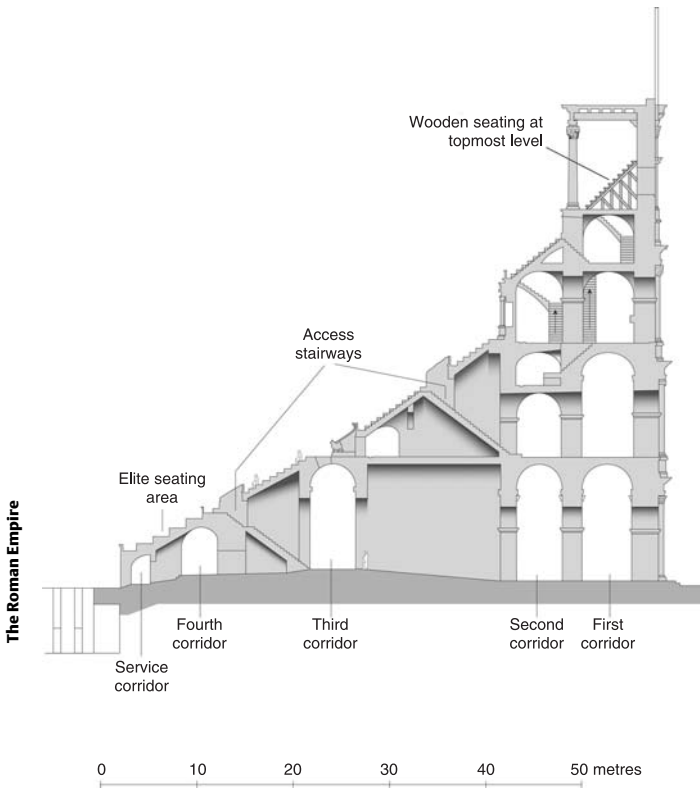 Wooden seating at
topmost level
Access
stairways
Elite seating
area
The Roman Empire
Fourth
corridor
Third
corridor
Second
corridor
First
corridor
Service
corridor
0 10 20 30 40 50 metres